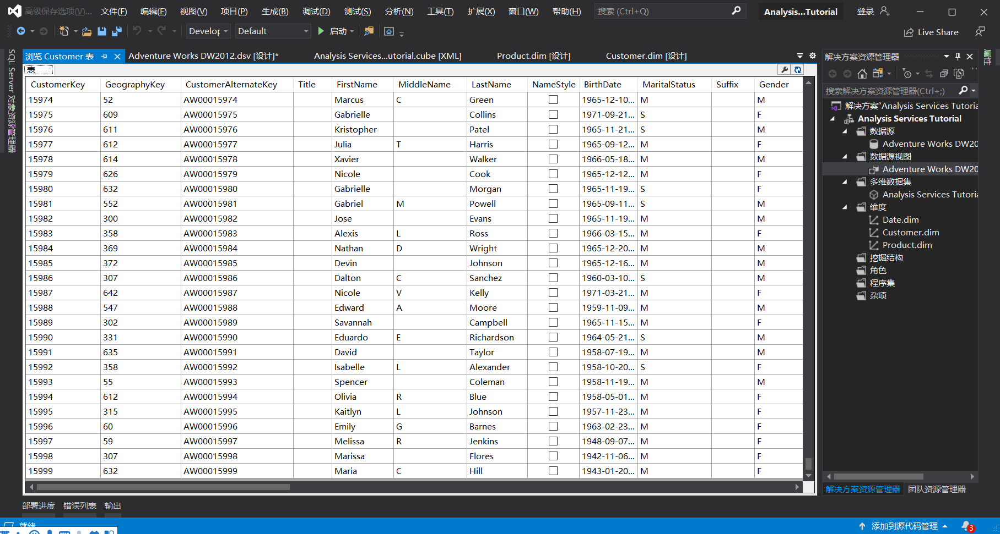 高级保存选项(V)... 文件(F) 编辑(E) 视图(V) 项目(P) 生成(B) 调试(D) 测试(S) 分析(N) 工具(T) 扩展(X) 窗口(W) 帮助(H) 搜索 (Ctrl+Q) Analysis...Tutorial 登录
Develop Default 启动 Live Share
SQL Server 对象资源管理器
浏览 Customer 表 Adventure Works DW2012.dsv [设计]* Analysis Services...utorial.cube [XML] Product.dim [设计] Customer.dim [设计]
表
CustomerKey GeographyKey CustomerAlternateKey Title FirstName MiddleName LastName NameStyle BirthDate MaritalStatus Suffix Gender
15974 52 AW00015974 Marcus C Green 1965-12-10... M M
15975 609 AW00015975 Gabrielle Collins 1971-09-21... S F
15976 611 AW00015976 Kristopher Patel 1965-11-21... S M
15977 612 AW00015977 Julia T Harris 1965-09-12... M F
15978 614 AW00015978 Xavier Walker 1966-05-18... M M
15979 626 AW00015979 Nicole Cook 1965-12-12... M F
15980 632 AW00015980 Gabrielle Morgan 1965-11-19... S F
15981 552 AW00015981 Gabriel M Powell 1965-09-11... S M
15982 300 AW00015982 Jose Evans 1965-11-19... M M
15983 358 AW00015983 Alexis L Ross 1966-03-15... M F
15984 369 AW00015984 Nathan D Wright 1965-12-20... M M
15985 372 AW00015985 Devin Johnson 1965-12-16... M M
15986 307 AW00015986 Dalton C Sanchez 1960-03-10... S M
15987 642 AW00015987 Nicole V Kelly 1971-03-21... M F
15988 547 AW00015988 Edward A Moore 1959-11-09... M M
15989 302 AW00015989 Savannah Campbell 1965-11-15... M F
15990 331 AW00015990 Eduardo E Richardson 1964-05-21... S M
15991 635 AW00015991 David Taylor 1958-07-19... M M
15992 358 AW00015992 Isabelle L Alexander 1958-10-20... S F
15993 55 AW00015993 Spencer Coleman 1958-11-19... M M
15994 612 AW00015994 Olivia R Blue 1958-05-01... M F
15995 315 AW00015995 Kaitlyn L Johnson 1957-11-23... M F
15996 60 AW00015996 Emily G Barnes 1963-02-23... M F
15997 59 AW00015997 Melissa R Jenkins 1948-09-07... M F
15998 307 AW00015998 Marissa Flores 1942-11-06... M F
15999 632 AW00015999 Maria C Hill 1943-01-20... M F
解决方案资源管理器
搜索解决方案资源管理器(Ctrl+;)
解决方案"Analysis Services Tutoria
Analysis Services Tutorial
数据源
Adventure Works DW20
数据源视图
Adventure Works DW20
多维数据集
Analysis Services Tutoria
维度
Date.dim
Customer.dim
Product.dim
挖掘结构
角色
程序集
杂项
解决方案资源管理器 团队资源管理器
属性
部署进度 错误列表 输出
就绪 添加到源代码管理 3